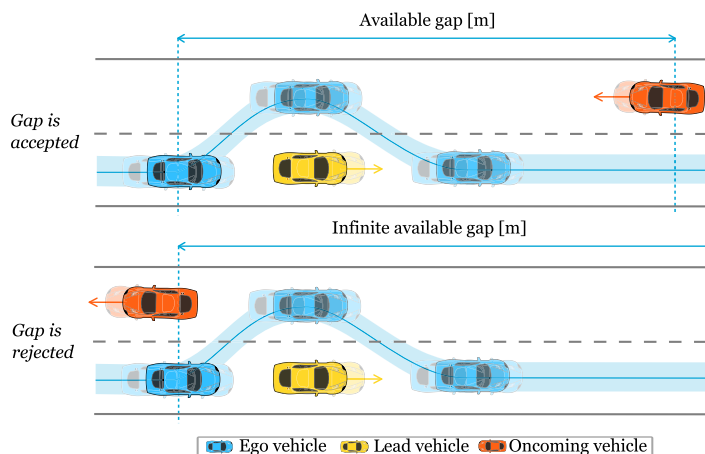 Available gap [m]
Gap is
accepted
Infinite available gap [m]
Gap is
rejected
Ego vehicle Lead vehicle Oncoming vehicle